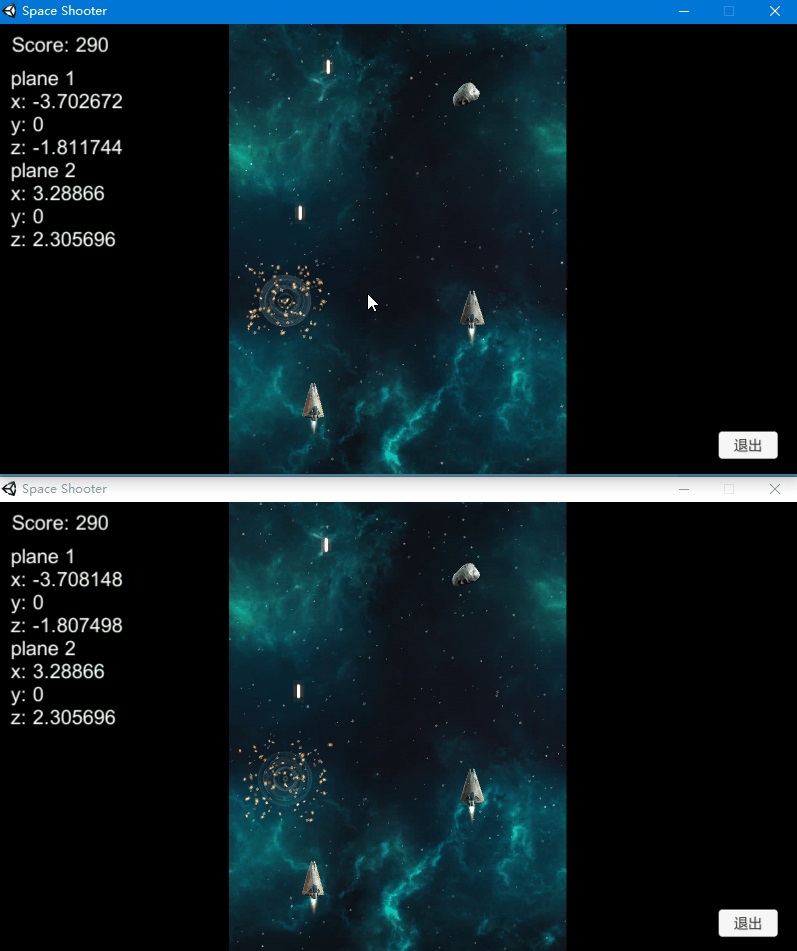 Space Shooter
Score: 290
plane 1
x: -3.702672
y: 0
z: -1.811744
plane 2
x: 3.28866
y: 0
z: 2.305696
退出
Space Shooter
Score: 290
plane 1
x: -3.708148
y: 0
z: -1.807498
plane 2
x: 3.28866
y: 0
z: 2.305696
退出